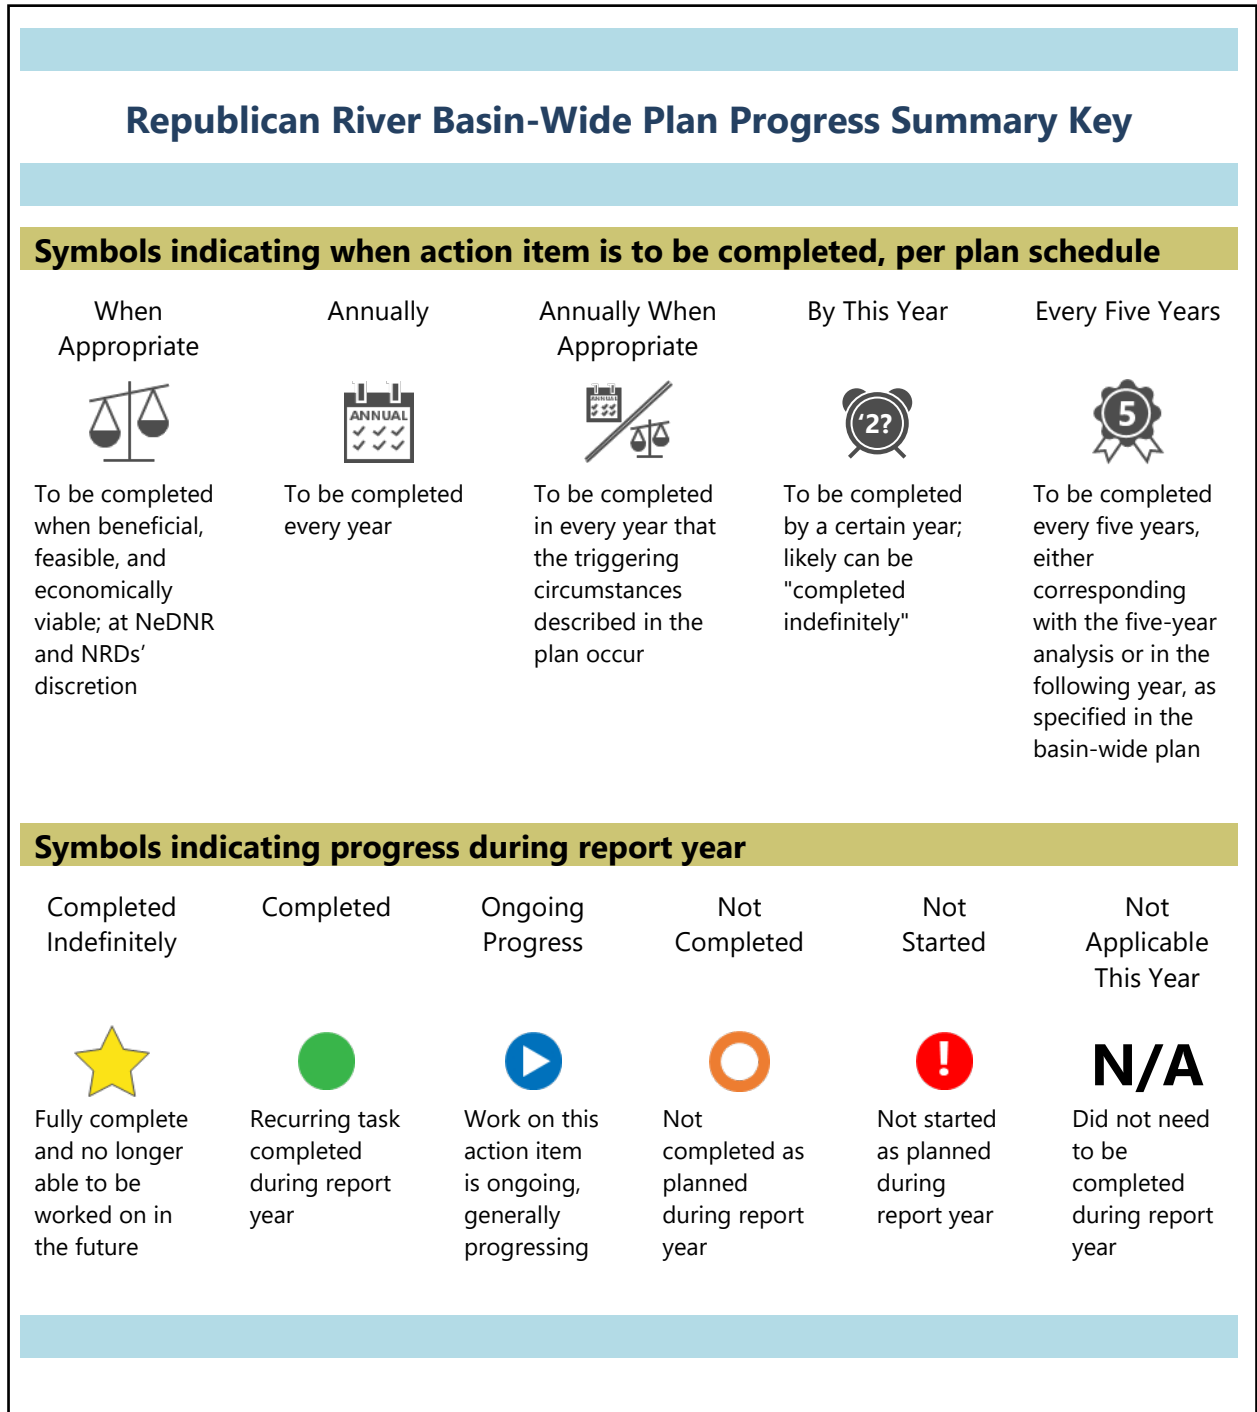 Republican River Basin-Wide Plan Progress Summary Key
Symbols indicating when action item is to be completed, per plan schedule
When
Appropriate
ANNUAL
To be completed
when beneficial,
feasible, and
economically
viable; at NeDNR
and NRDs’
discretion
Annually
ANNUAL
To be completed
every year
Annually When
Appropriate
To be completed
in every year that
the triggering
circumstances
described in the
plan occur
By This Year
‘2?
To be completed
by a certain year;
likely can be
"completed
indefinitely"
Every Five Years
5
To be completed
every five years,
either
corresponding
with the five-year
analysis or in the
following year, as
specified in the
basin-wide plan
Symbols indicating progress during report year
Completed
Indefinitely
Fully complete
and no longer
able to be
worked on in
the future
Completed
Recurring task
completed
during report
year
Ongoing
Progress
Work on this
action item
is ongoing,
generally
progressing
Not
Completed
Not
completed as
planned
during report
year
Not
Started
!
Not started
as planned
during
report year
Not
Applicable
This Year
N/A
Did not need
to be
completed
during report
year